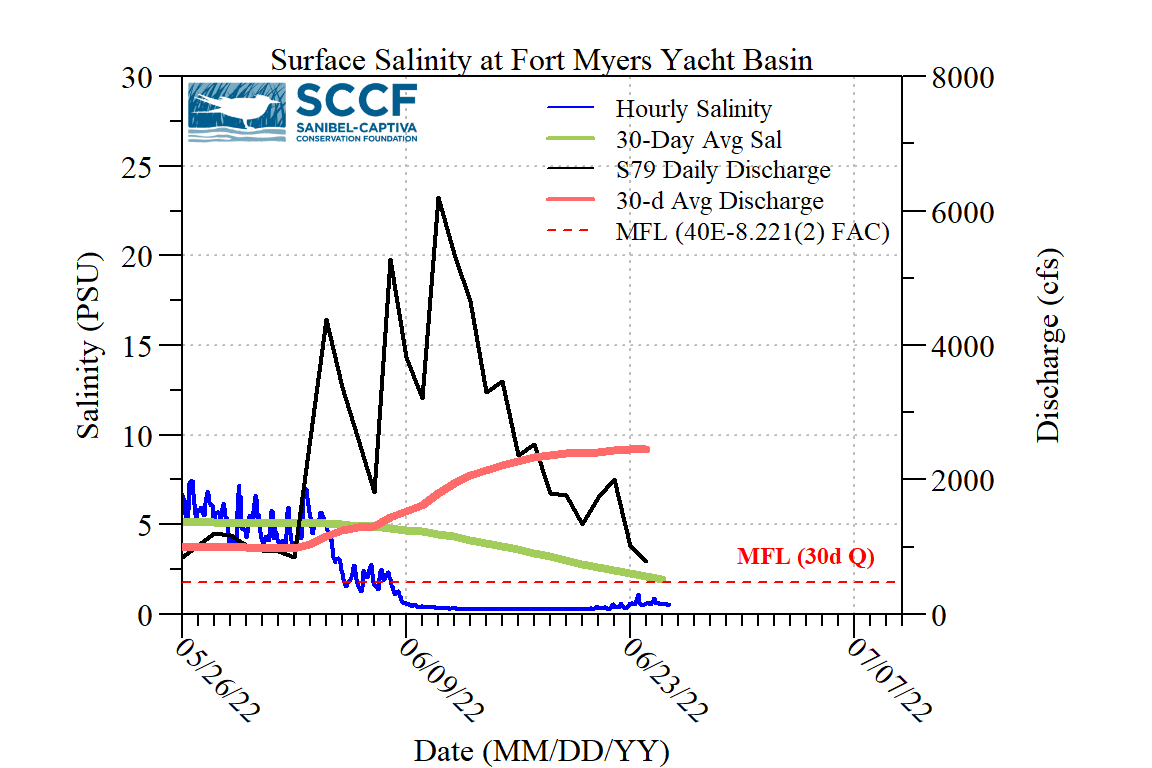 Surface Salinity at Fort Myers Yacht Basin
SCCF
SANIBEL-CAPTIVA
CONSERVATION FOUNDATION
Hourly Salinity
30-Day Avg Sal
S79 Daily Discharge
30-d Avg Discharge
MFL (40E-8.221(2) FAC)
30
25
20
15
10
5
0
Salinity (PSU)
8000
6000
4000
2000
0
Discharge (cfs)
MFL (30d Q)
05/26/22
06/09/22
06/23/22
07/07/22
Date (MM/DD/YY)